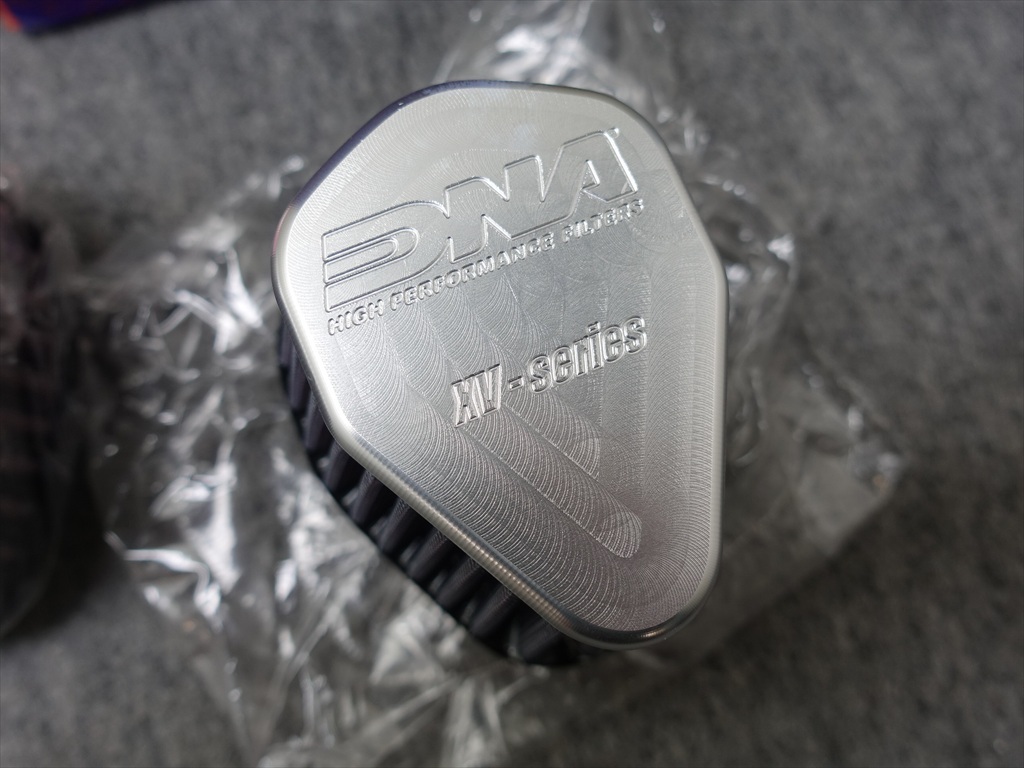 DNA
HIGH PERFORMANCE FILTERS
XV-series